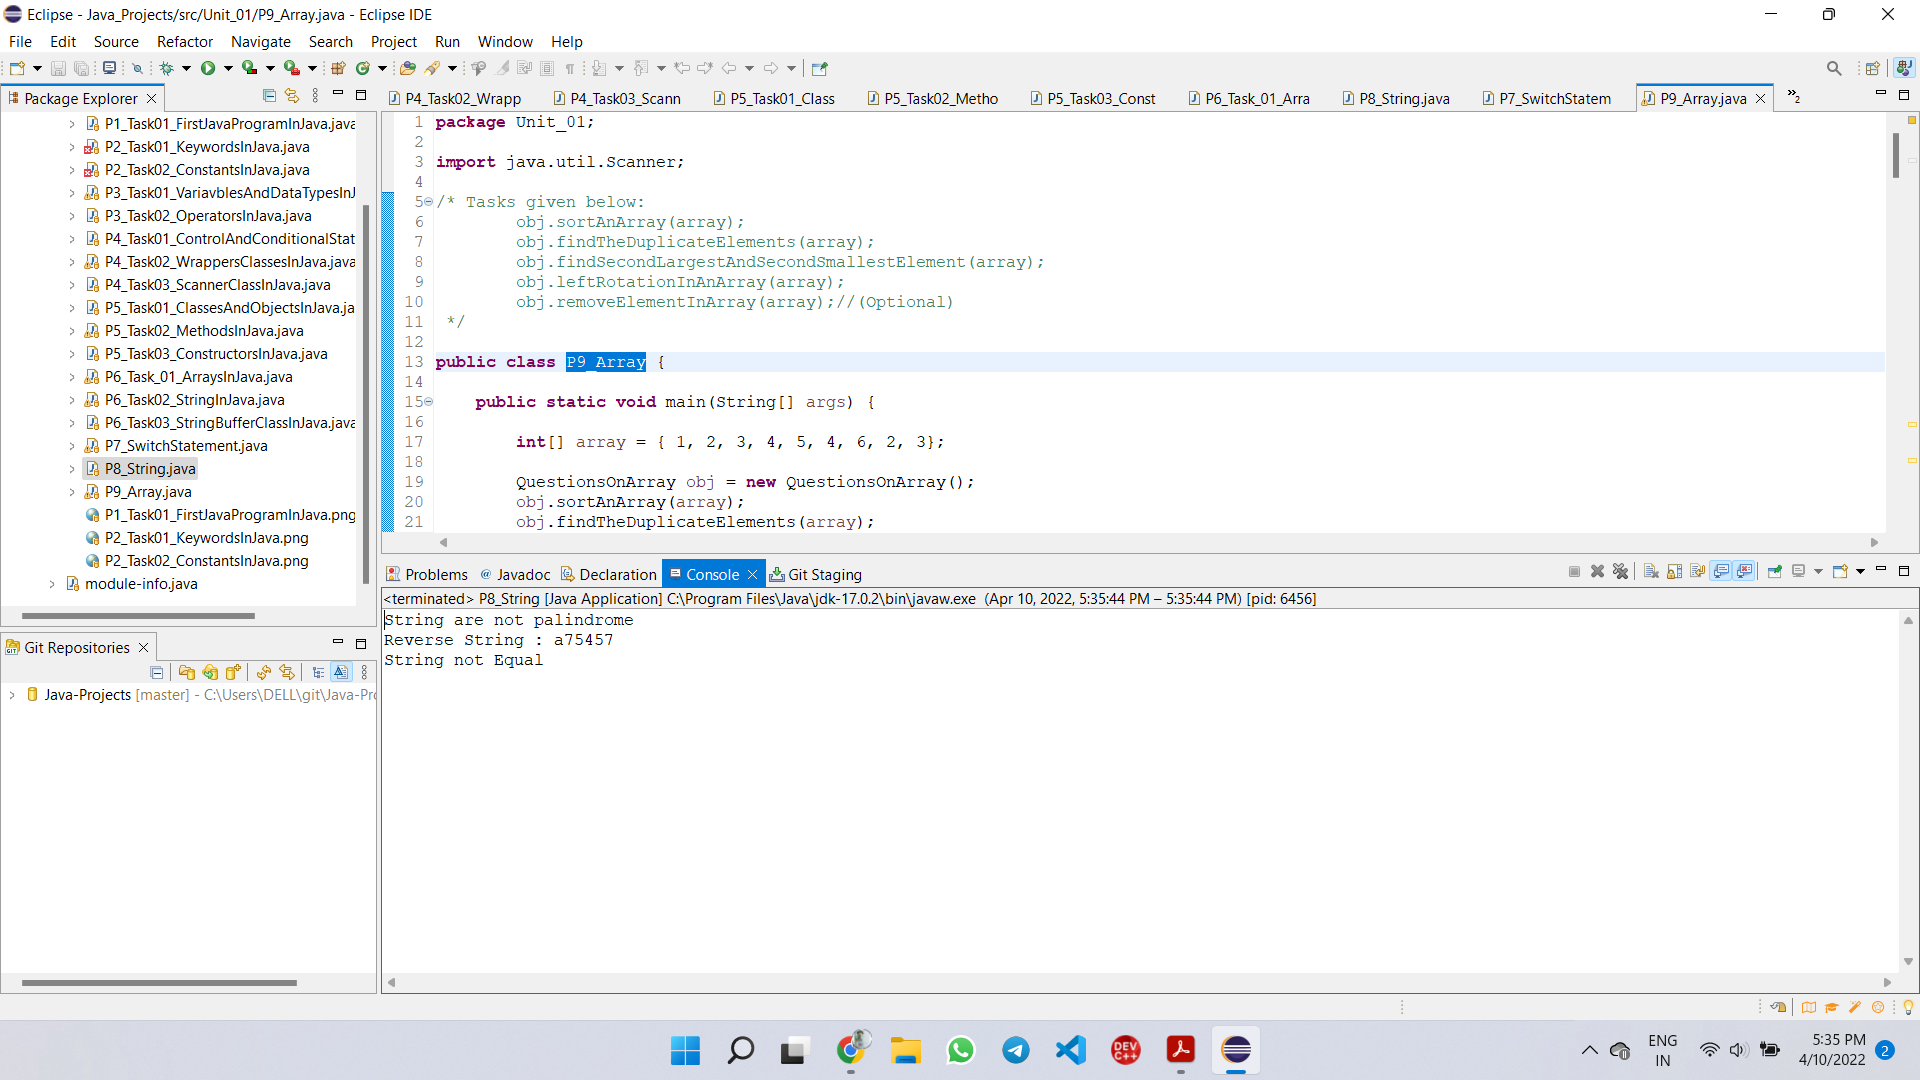 Eclipse - Java_Projects/src/Unit_01/P9_Array.java - Eclipse IDE
File Edit Source Refactor Navigate Search Project Run Window Help
Package Explorer
P4_Task02_Wrapp P4_Task03_Scann P5_Task01_Class P5_Task02_Metho P5_Task03_Const P6_Task_01_Arra P8_String.java P7_SwitchStatem P9_Array.java »2
P1_Task01_FirstJavaProgramInJava.java
P2_Task01_KeywordsInJava.java
P2_Task02_ConstantsInJava.java
P3_Task01_VariavblesAndDataTypesInJ
P3_Task02_OperatorsInJava.java
P4_Task01_ControlAndConditionalStat
P4_Task02_WrappersClassesInJava.java
P4_Task03_ScannerClassInJava.java
P5_Task01_ClassesAndObjectsInJava.ja
P5_Task02_MethodsInJava.java
P5_Task03_ConstructorsInJava.java
P6_Task_01_ArraysInJava.java
P6_Task02_StringInJava.java
P6_Task03_StringBufferClassInJava.java
P7_SwitchStatement.java
P8_String.java
P9_Array.java
P1_Task01_FirstJavaProgramInJava.png
P2_Task01_KeywordsInJava.png
P2_Task02_ConstantsInJava.png
module-info.java
1 package Unit_01;
2
3 import java.util.Scanner;
4
5 /* Tasks given below:
6 obj.sortAnArray(array);
7 obj.findTheDuplicateElements(array);
8 obj.findSecondLargestAndSecondSmallestElement(array);
9 obj.leftRotationInAnArray(array);
10 obj.removeElementInArray(array);//(Optional)
11 */
12
13 public class P9_Array {
14
15 public static void main(String[] args) {
16
17 int[] array = { 1, 2, 3, 4, 5, 4, 6, 2, 3};
18
19 QuestionsOnArray obj = new QuestionsOnArray();
20 obj.sortAnArray(array);
21 obj.findTheDuplicateElements(array);
Problems Javadoc Declaration Console Git Staging
<terminated> P8_String [Java Application] C:\Program Files\Java\jdk-17.0.2\bin\javaw.exe (Apr 10, 2022, 5:35:44 PM – 5:35:44 PM) [pid: 6456]
String are not palindrome
Reverse String : a75457
String not Equal
Git Repositories
Java-Projects [master] - C:\Users\DELL\git\Java-Pro
DEV C++
ENG
IN
5:35 PM
4/10/2022
2